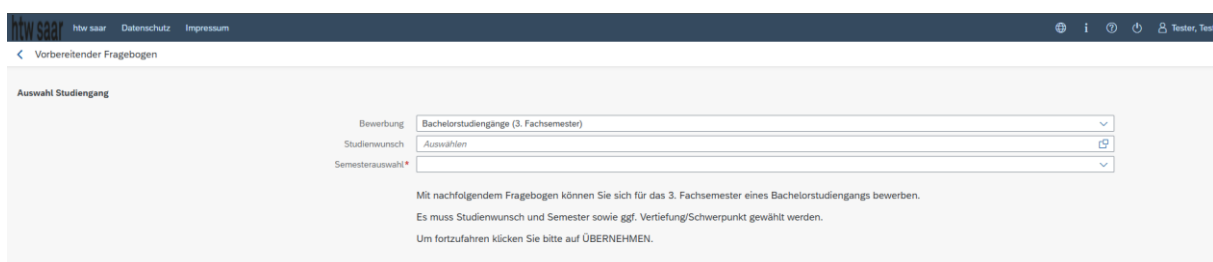 htw saar htw saar Datenschutz Impressum Tester, Tes
Vorbereitender Fragebogen
Auswahl Studiengang
Bewerbung Bachelorstudiengänge (3. Fachsemester)
Studienwunsch Auswählen
Semesterauswahl*
Mit nachfolgendem Fragebogen können Sie sich für das 3. Fachsemester eines Bachelorstudiengangs bewerben.
Es muss Studienwunsch und Semester sowie ggf. Vertiefung/Schwerpunkt gewählt werden.
Um fortzufahren klicken Sie bitte auf ÜBERNEHMEN.